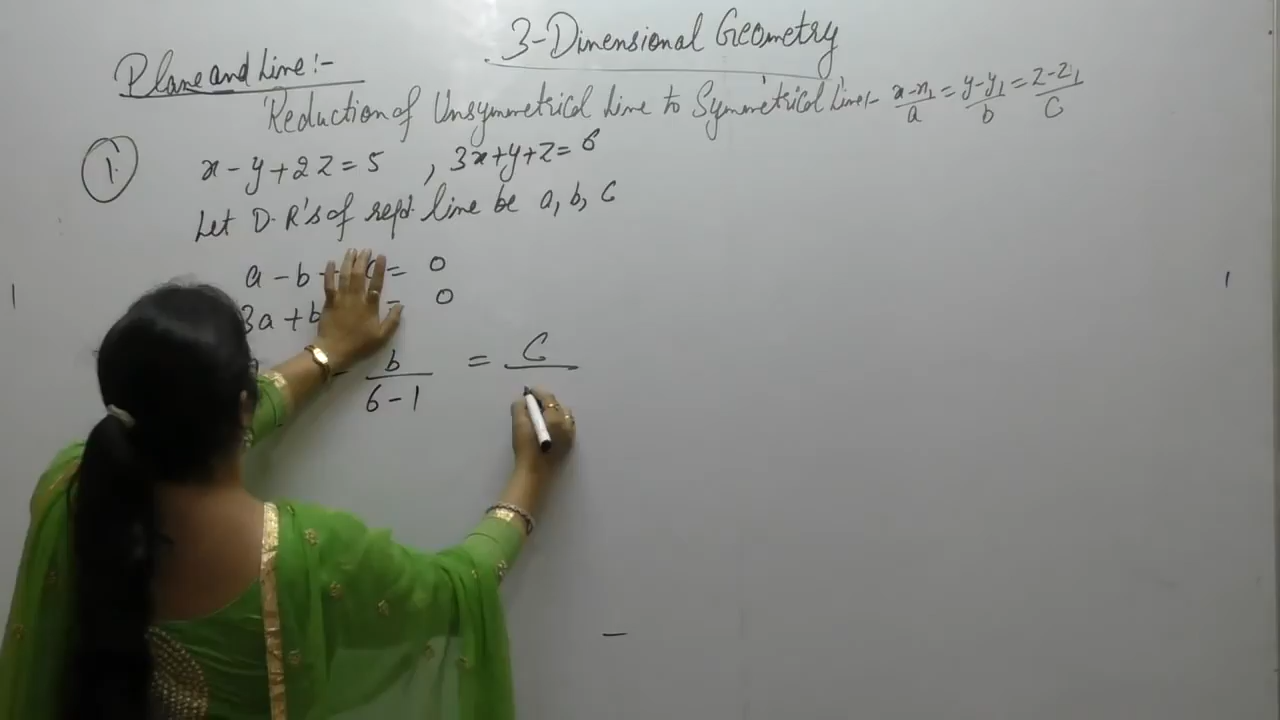 3-Dimensional Geometry
Plane and Line:-
Reduction of Unsymmetrical Line to Symmetrical Line:- x-x₁/a = y-y₁/b = z-z₁/c
1. x-y+2z=5 , 3x+y+z=6
Let D.R's of reqd. line be a, b, c
a-b+ c= 0
3a+b = 0
b/6-1 = c/